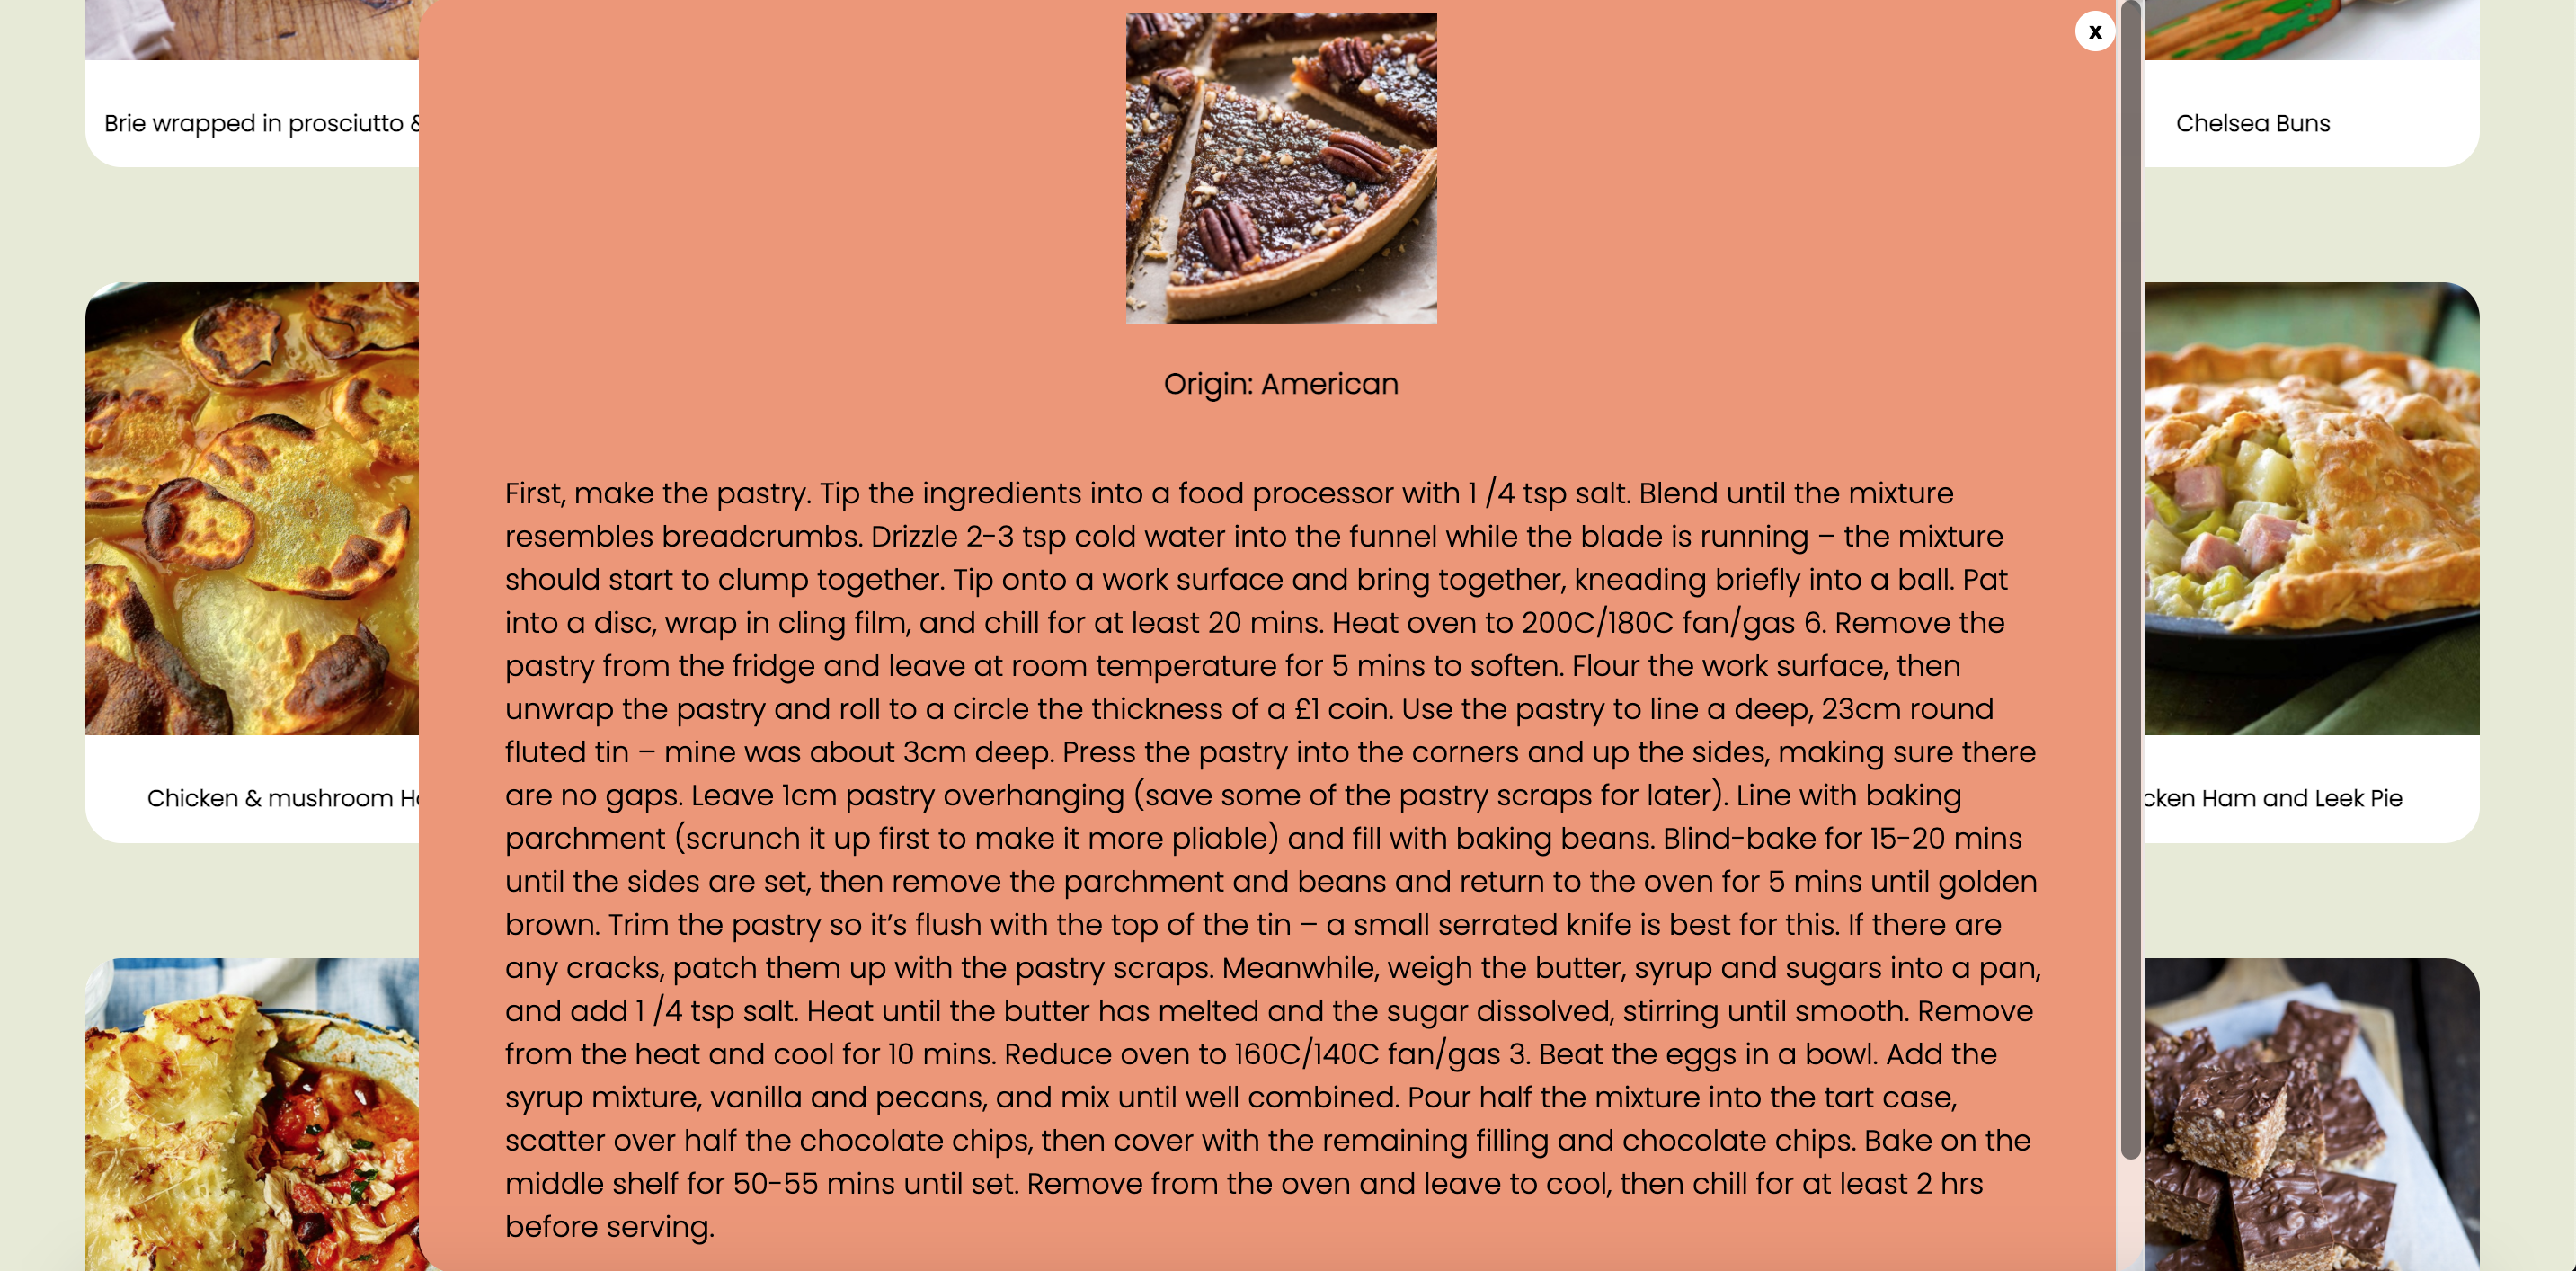 x
Brie wrapped in prosciutto &
Chelsea Buns
Origin: American
First, make the pastry. Tip the ingredients into a food processor with 1 /4 tsp salt. Blend until the mixture
resembles breadcrumbs. Drizzle 2-3 tsp cold water into the funnel while the blade is running – the mixture
should start to clump together. Tip onto a work surface and bring together, kneading briefly into a ball. Pat
into a disc, wrap in cling film, and chill for at least 20 mins. Heat oven to 200C/180C fan/gas 6. Remove the
pastry from the fridge and leave at room temperature for 5 mins to soften. Flour the work surface, then
unwrap the pastry and roll to a circle the thickness of a £1 coin. Use the pastry to line a deep, 23cm round
fluted tin – mine was about 3cm deep. Press the pastry into the corners and up the sides, making sure there
are no gaps. Leave 1cm pastry overhanging (save some of the pastry scraps for later). Line with baking
parchment (scrunch it up first to make it more pliable) and fill with baking beans. Blind-bake for 15-20 mins
until the sides are set, then remove the parchment and beans and return to the oven for 5 mins until golden
brown. Trim the pastry so it’s flush with the top of the tin – a small serrated knife is best for this. If there are
any cracks, patch them up with the pastry scraps. Meanwhile, weigh the butter, syrup and sugars into a pan,
and add 1 /4 tsp salt. Heat until the butter has melted and the sugar dissolved, stirring until smooth. Remove
from the heat and cool for 10 mins. Reduce oven to 160C/140C fan/gas 3. Beat the eggs in a bowl. Add the
syrup mixture, vanilla and pecans, and mix until well combined. Pour half the mixture into the tart case,
scatter over half the chocolate chips, then cover with the remaining filling and chocolate chips. Bake on the
middle shelf for 50-55 mins until set. Remove from the oven and leave to cool, then chill for at least 2 hrs
before serving.
Chicken & mushroom
cken Ham and Leek Pie